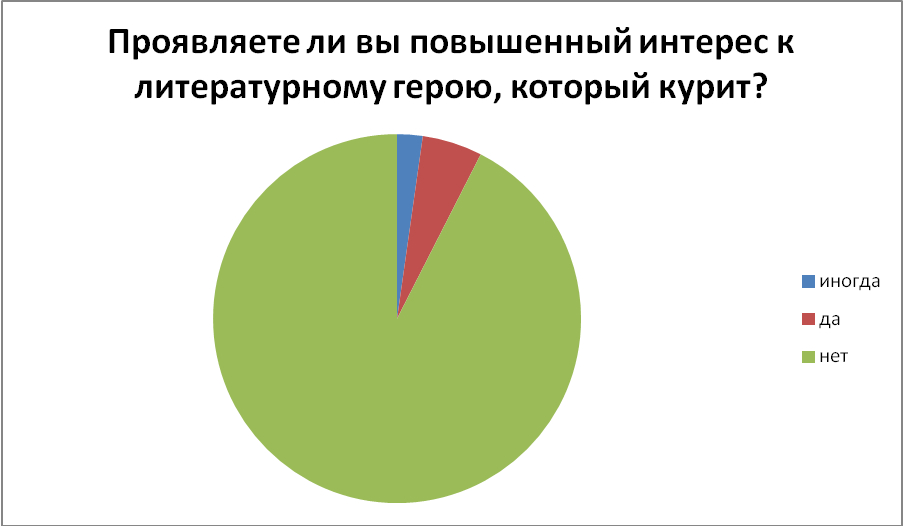 Проявляете ли вы повышенный интерес к
литературному герою, который курит?
иногда
да
нет